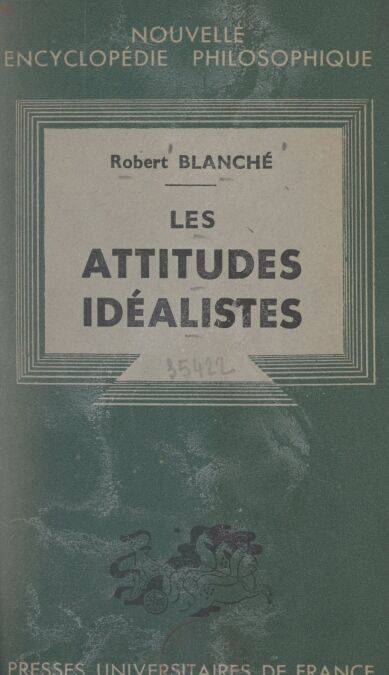 NOUVELLE
ENCYCLOPÉDIE PHILOSOPHIQUE
Robert BLANCHÉ
LES
ATTITUDES
IDÉALISTES
35422
PRESSES UNIVERSITAIRES DE FRANCE